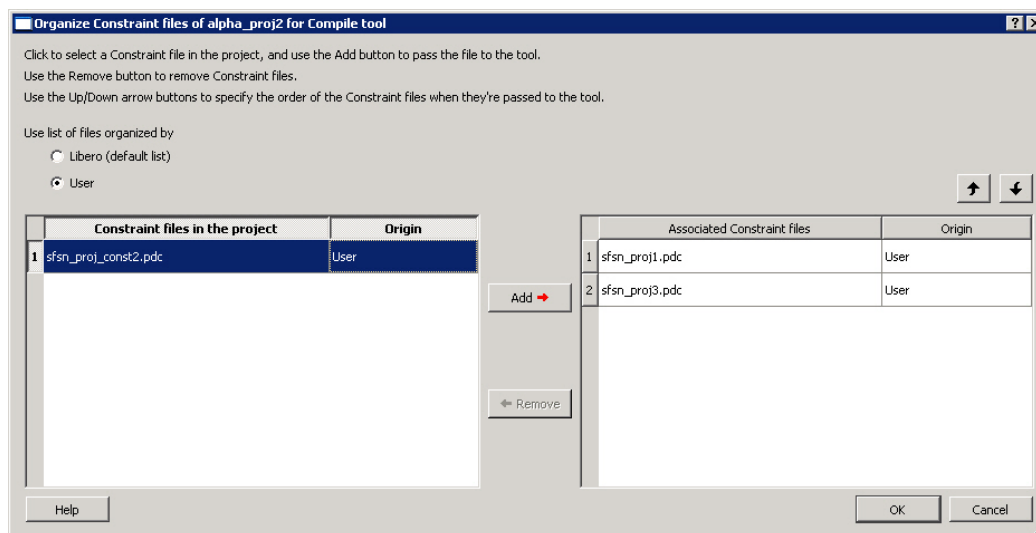 Organize Constraint files of alpha_proj2 for Compile tool
Click to select a Constraint file in the project, and use the Add button to pass the file to the tool.
Use the Remove button to remove Constraint files.
Use the Up/Down arrow buttons to specify the order of the Constraint files when they're passed to the tool.
Use list of files organized by
Libero (default list)
User
Constraint files in the project Origin
1 sfsn_proj_const2.pdc User
Add
Remove
Associated Constraint files Origin
1 sfsn_proj1.pdc User
2 sfsn_proj3.pdc User
Help
OK Cancel